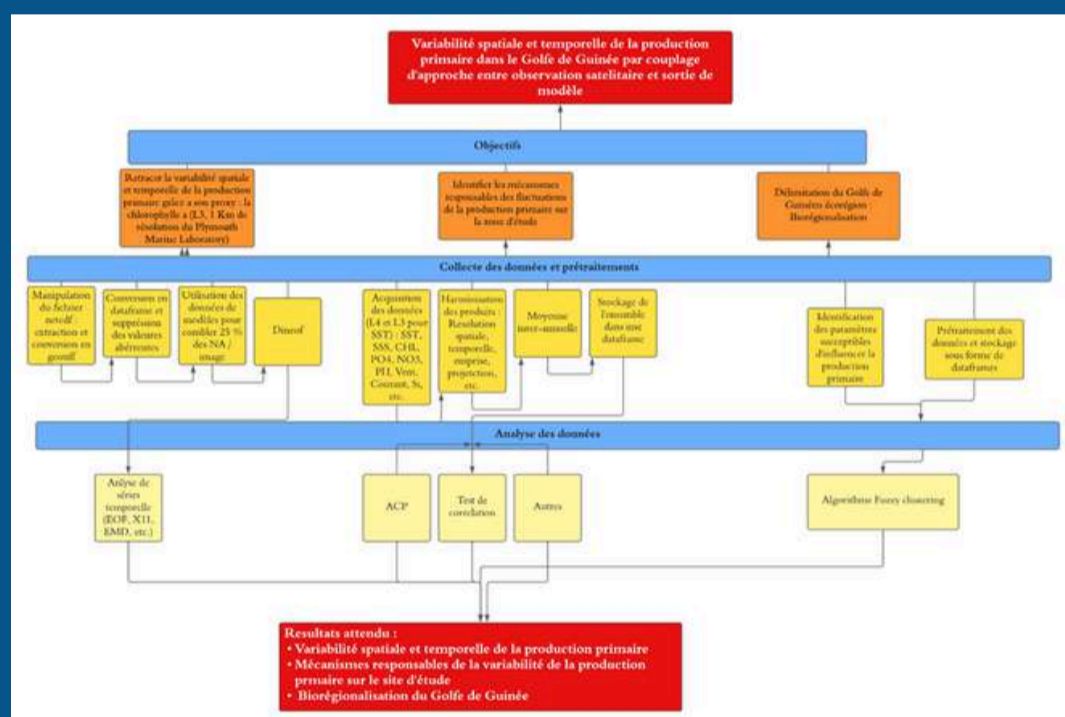 Variabilité spatiale et temporelle de la production
primaire dans le Golfe de Guinée par couplage
d'approche entre observation satelitaire et sortie de
modèle
Objectifs
Retracer la variabilité spatiale
et temporelle de la production
primaire grâce a son proxy : la
chlorophylle a (L3, 1 Km de
résolution du Plymouth
Marine Laboratory)
Identifier les mécanismes
responsables des fluctuations
de la production primaire sur
la zone d'étude
Délimitation du Golfe de
Guinéen écorégion :
Biorégionalisation
Collecte des données et prétraitements
Manipulation
du fichier
netcdf :
extraction et
conversion en
geotiff
Conversion en
dataframe et
suppression des
valeures
abérrentes
Utilisation des
données de
modèles pour
combler 25 %
des NA /
image
Dineof
Acquisition
des données
(L4 et L3 pour
SST) : SST,
SSS, CHL,
PO4, NO3,
PH, Vent,
Courant, Si,
etc.
Harmonisation
des produits :
Résolution
spatiale,
temporelle,
emprise,
projetction,
etc.
Moyenne
inter-annuelle
Stockage de
l'ensemble
dans une
dataframe
Identification
des paramètres
susceptibles
d'influencer la
production
primaire
Prétraitement des
données et stockage
sous forme de
dataframes
Analyse des données
Anlyse de
séries
temporelle
(EOF, X11,
EMD, etc.)
ACP
Test de
correlation
Autres
Algorithme Fuzzy clustering
Resultats attendu :
• Variabilité spatiale et temporelle de la production primaire
• Mécanismes responsables de la variabilité de la production
prmaire sur le site d'étude
• Biorégionalisation du Golfe de Guinée